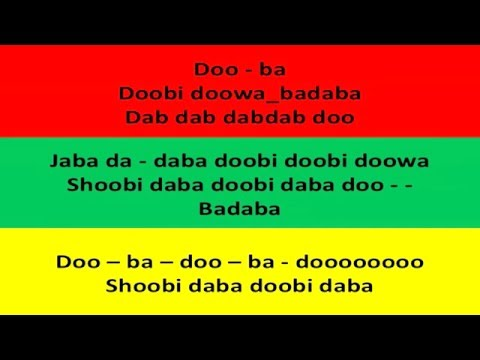 Doo - ba
Doobi doowa_badaba
Dab dab dabdab doo
Jaba da - daba doobi doobi doowa
Shoobi daba doobi daba doo - -
Badaba
Doo – ba – doo – ba - doooooooo
Shoobi daba doobi daba